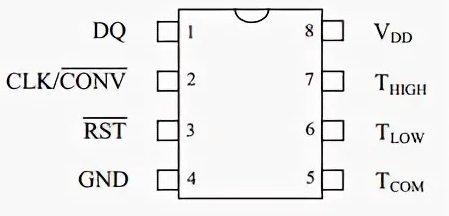 DQ 1 8 VDD
CLK/CONV 2 7 THIGH
RST 3 6 TLOW
GND 4 5 TCOM